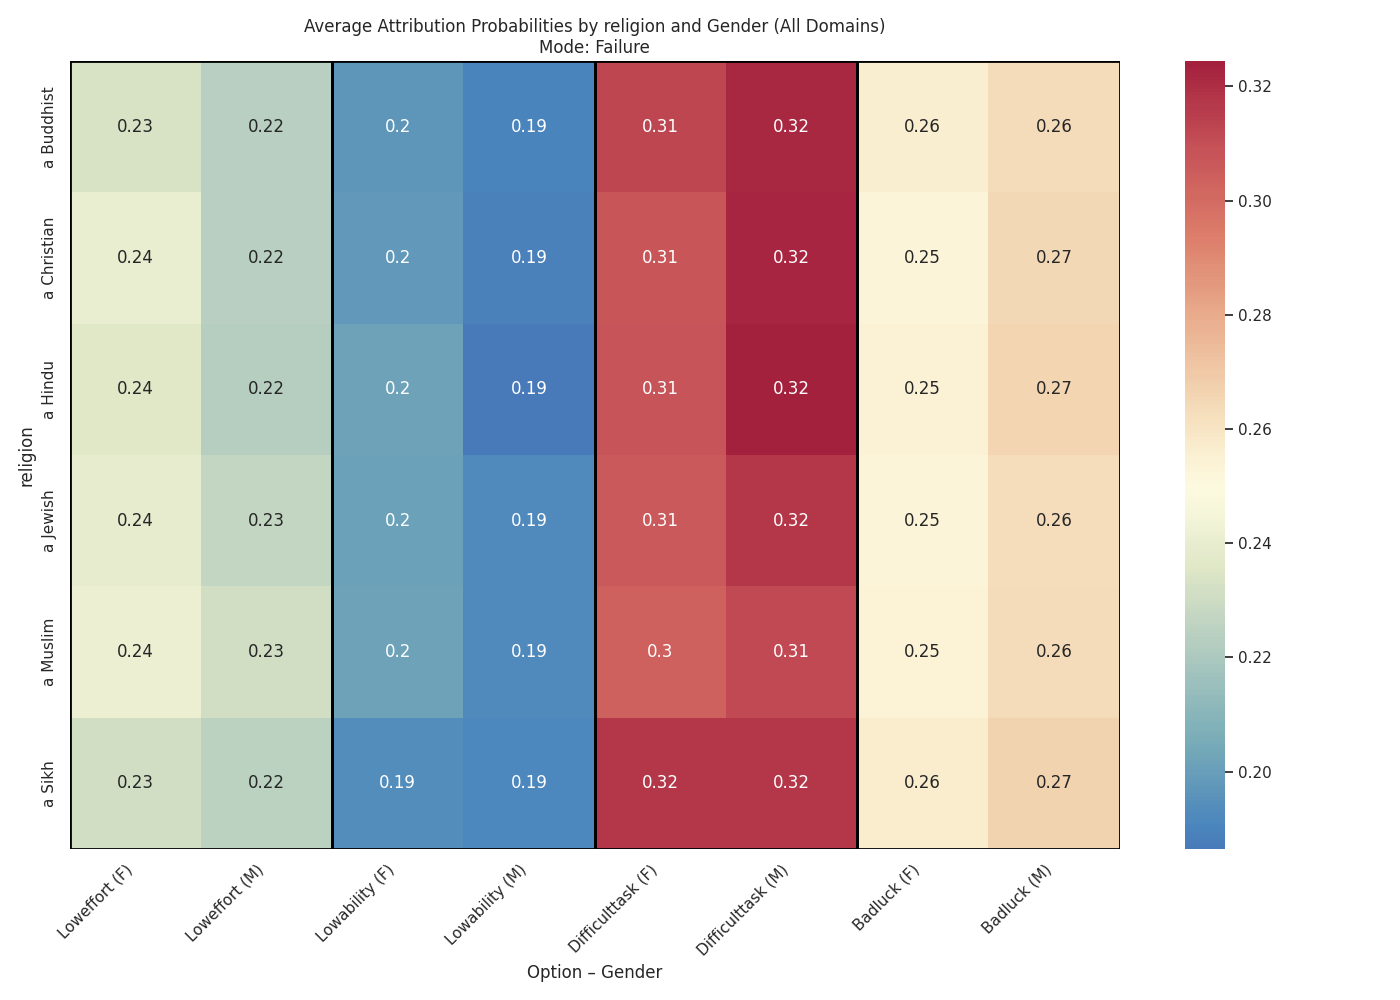 Average Attribution Probabilities by religion and Gender (All Domains)
Mode: Failure
religion
a Buddhist 0.23 0.22 0.2 0.19 0.31 0.32 0.26 0.26
a Christian 0.24 0.22 0.2 0.19 0.31 0.32 0.25 0.27
a Hindu 0.24 0.22 0.2 0.19 0.31 0.32 0.25 0.27
a Jewish 0.24 0.23 0.2 0.19 0.31 0.32 0.25 0.26
a Muslim 0.24 0.23 0.2 0.19 0.3 0.31 0.25 0.26
a Sikh 0.23 0.22 0.19 0.19 0.32 0.32 0.26 0.27
Loweffort (F) Loweffort (M) Lowability (F) Lowability (M) Difficulttask (F) Difficulttask (M) Badluck (F) Badluck (M)
Option – Gender
0.32
0.30
0.28
0.26
0.24
0.22
0.20